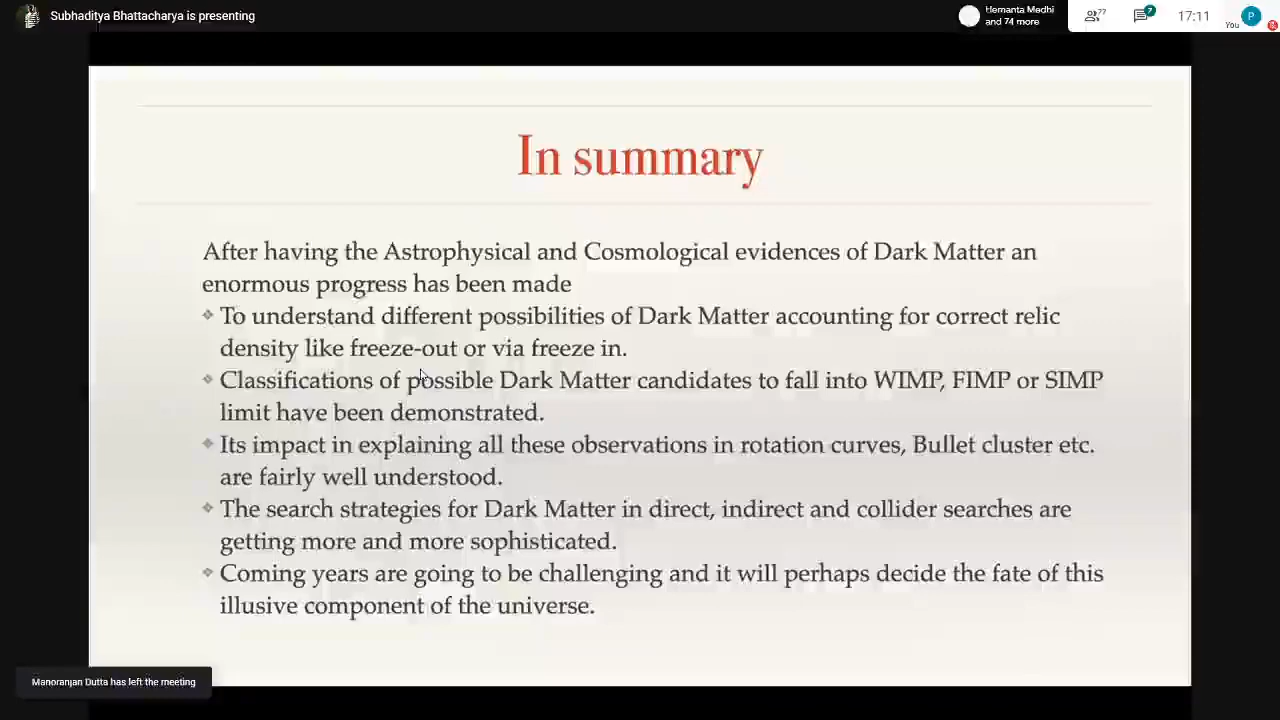 Subhaditya Bhattacharya is presenting
Hemanta Medhi
and 74 more
77
7
17:11
You
P
In summary
After having the Astrophysical and Cosmological evidences of Dark Matter an
enormous progress has been made
❖ To understand different possibilities of Dark Matter accounting for correct relic
density like freeze-out or via freeze in.
❖ Classifications of possible Dark Matter candidates to fall into WIMP, FIMP or SIMP
limit have been demonstrated.
❖ Its impact in explaining all these observations in rotation curves, Bullet cluster etc.
are fairly well understood.
❖ The search strategies for Dark Matter in direct, indirect and collider searches are
getting more and more sophisticated.
❖ Coming years are going to be challenging and it will perhaps decide the fate of this
illusive component of the universe.
Manoranjan Dutta has left the meeting